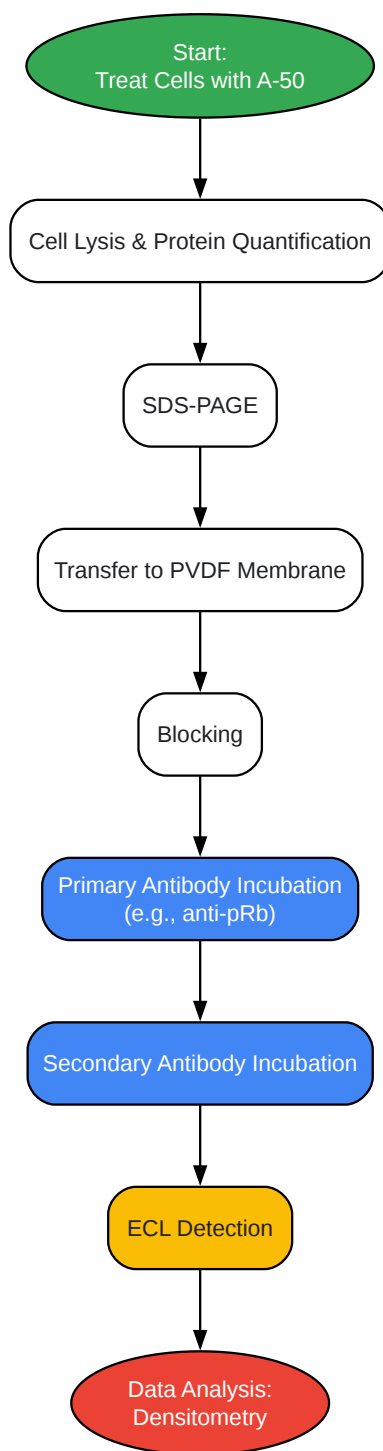 Start:
Treat Cells with A-50
Cell Lysis & Protein Quantification
SDS-PAGE
Transfer to PVDF Membrane
Blocking
Primary Antibody Incubation
(e.g., anti-pRb)
Secondary Antibody Incubation
ECL Detection
Data Analysis:
Densitometry